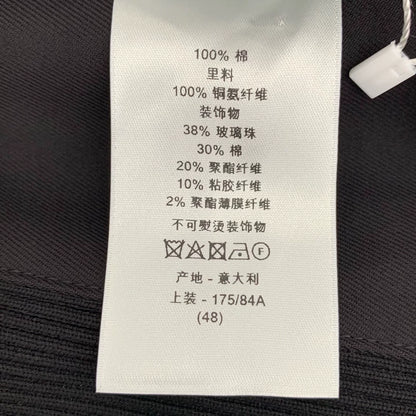 100% 棉
里料
100% 铜氨纤维
装饰物
38% 玻璃珠
30% 棉
20% 聚酯纤维
10% 粘胶纤维
2% 聚酯薄膜纤维
不可熨烫装饰物
F
产地 - 意大利
上装 - 175/84A
(48)